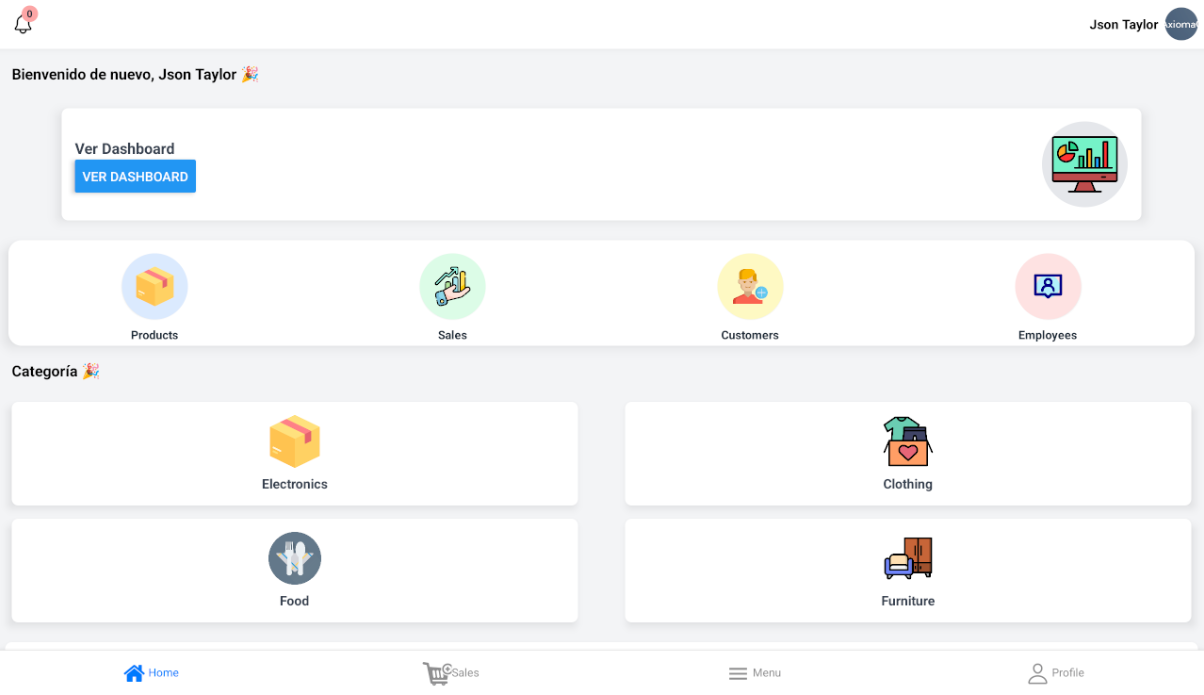 0
Json Taylor
Bienvenido de nuevo, Json Taylor 🎉
Ver Dashboard
VER DASHBOARD
Products
Sales
Customers
Employees
Categoría 🎉
Electronics
Clothing
Food
Furniture
Home
Sales
Menu
Profile